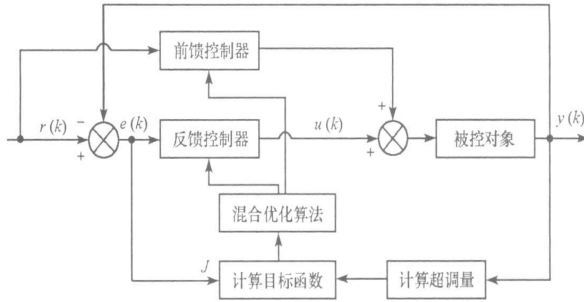 前馈控制器
−
r(k)
e(k)
+
反馈控制器
u(k)
+
+
被控对象
y(k)
混合优化算法
J
计算目标函数
计算超调量